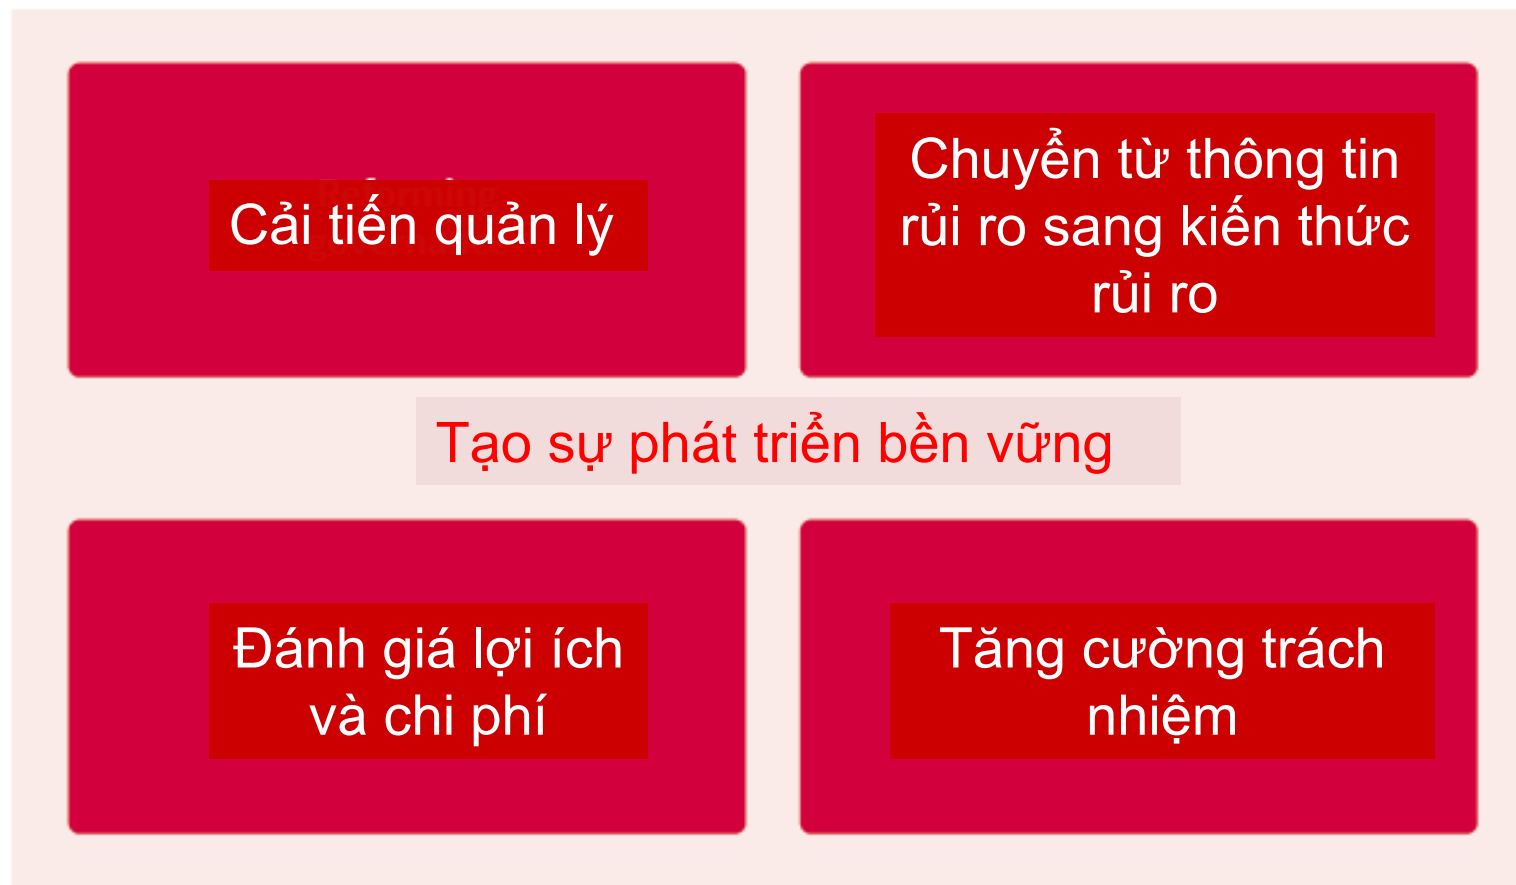 Cải tiến quản lý
Chuyển từ thông tin
rủi ro sang kiến thức
rủi ro
Tạo sự phát triển bền vững
Đánh giá lợi ích
và chi phí
Tăng cường trách
nhiệm